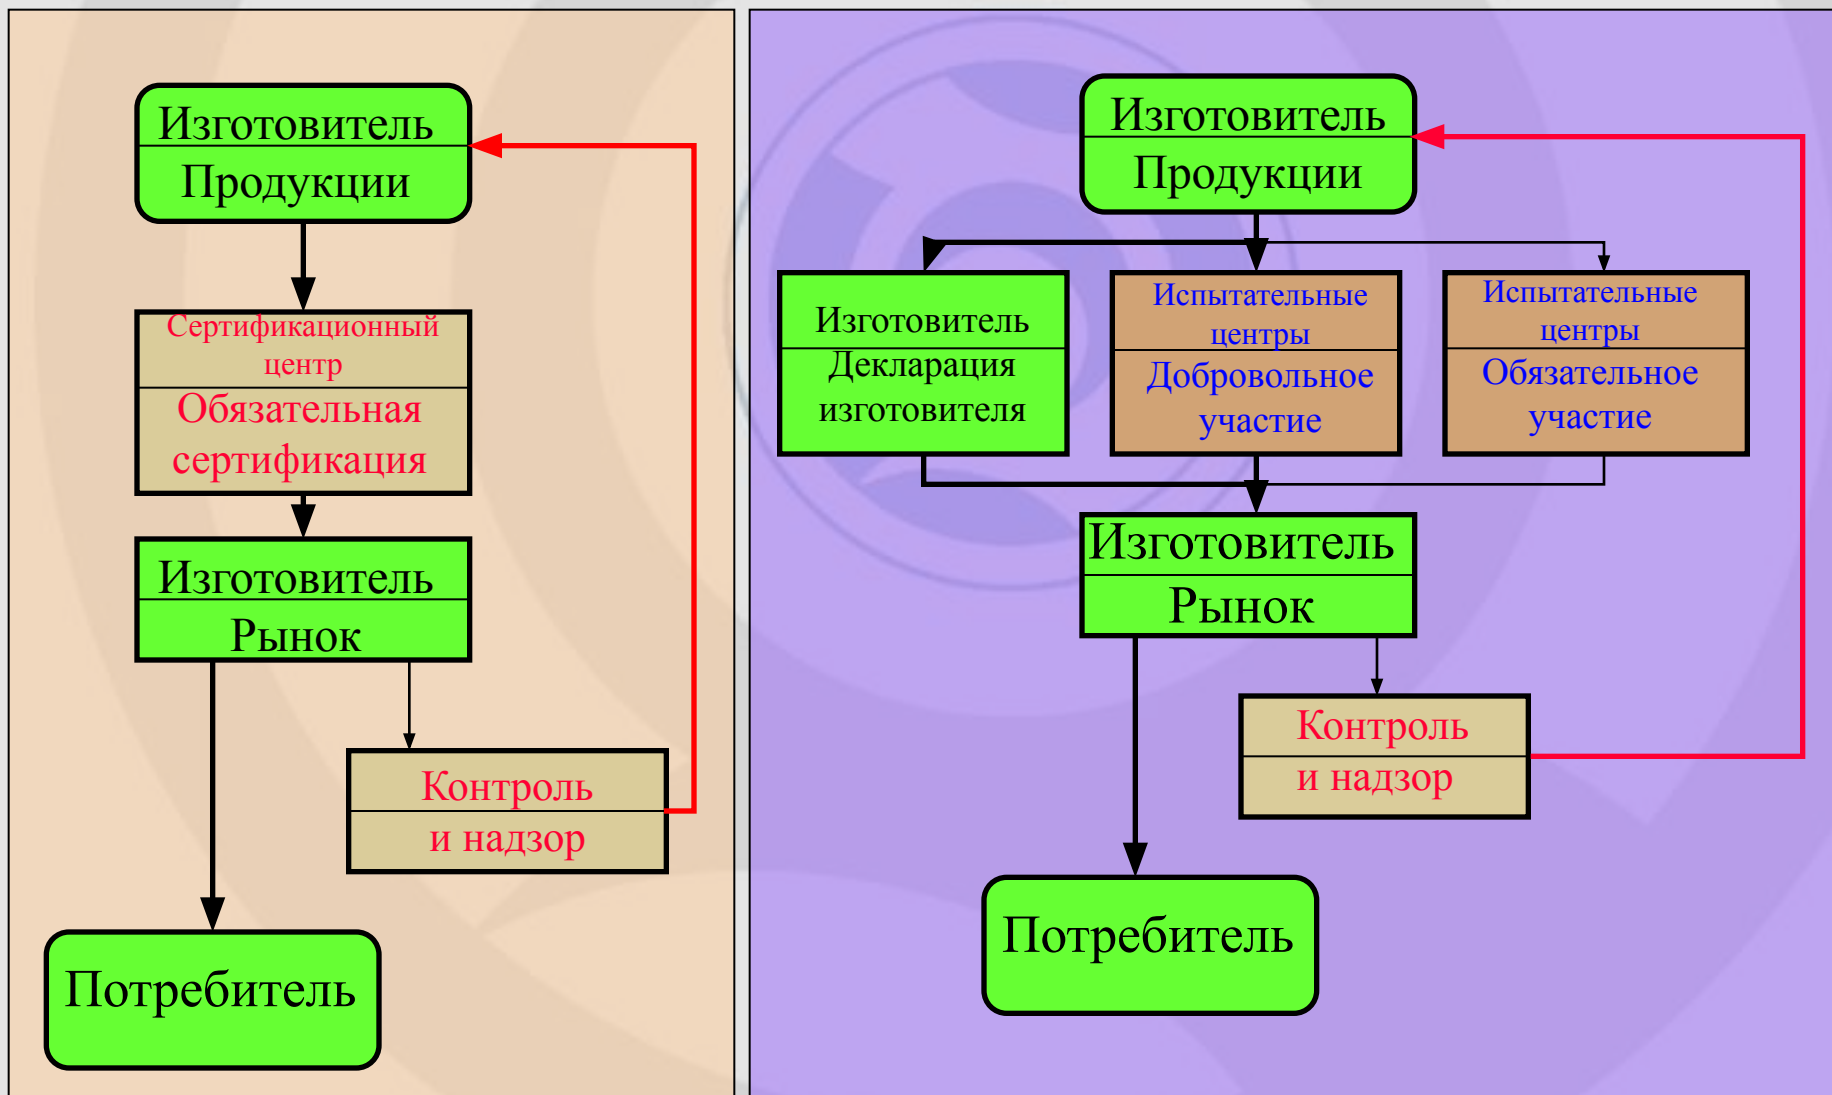 Изготовитель
Продукции
Сертификационный
центр
Обязательная
сертификация
Изготовитель
Рынок
Контроль
и надзор
Потребитель
Изготовитель
Продукции
Изготовитель
Декларация
изготовителя
Испытательные
центры
Добровольное
участие
Испытательные
центры
Обязательное
участие
Изготовитель
Рынок
Контроль
и надзор
Потребитель